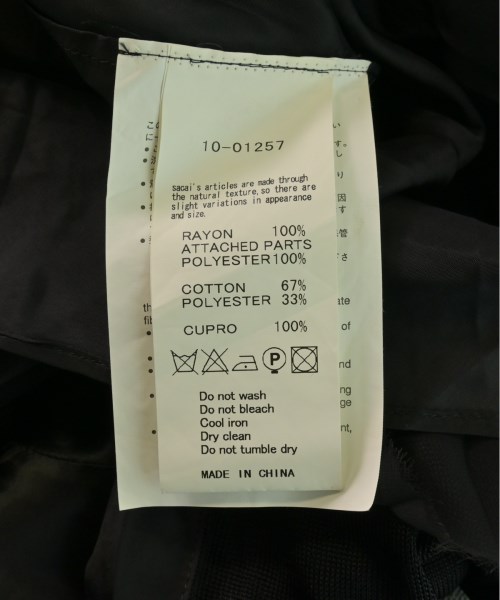 10-01257
sacai's articles are made through
the natural texture, so there are
slight variations in appearance
and size.
RAYON 100%
ATTACHED PARTS
POLYESTER 100%
COTTON 67%
POLYESTER 33%
CUPRO 100%
P
Do not wash
Do not bleach
Cool iron
Dry clean
Do not tumble dry
MADE IN CHINA
of